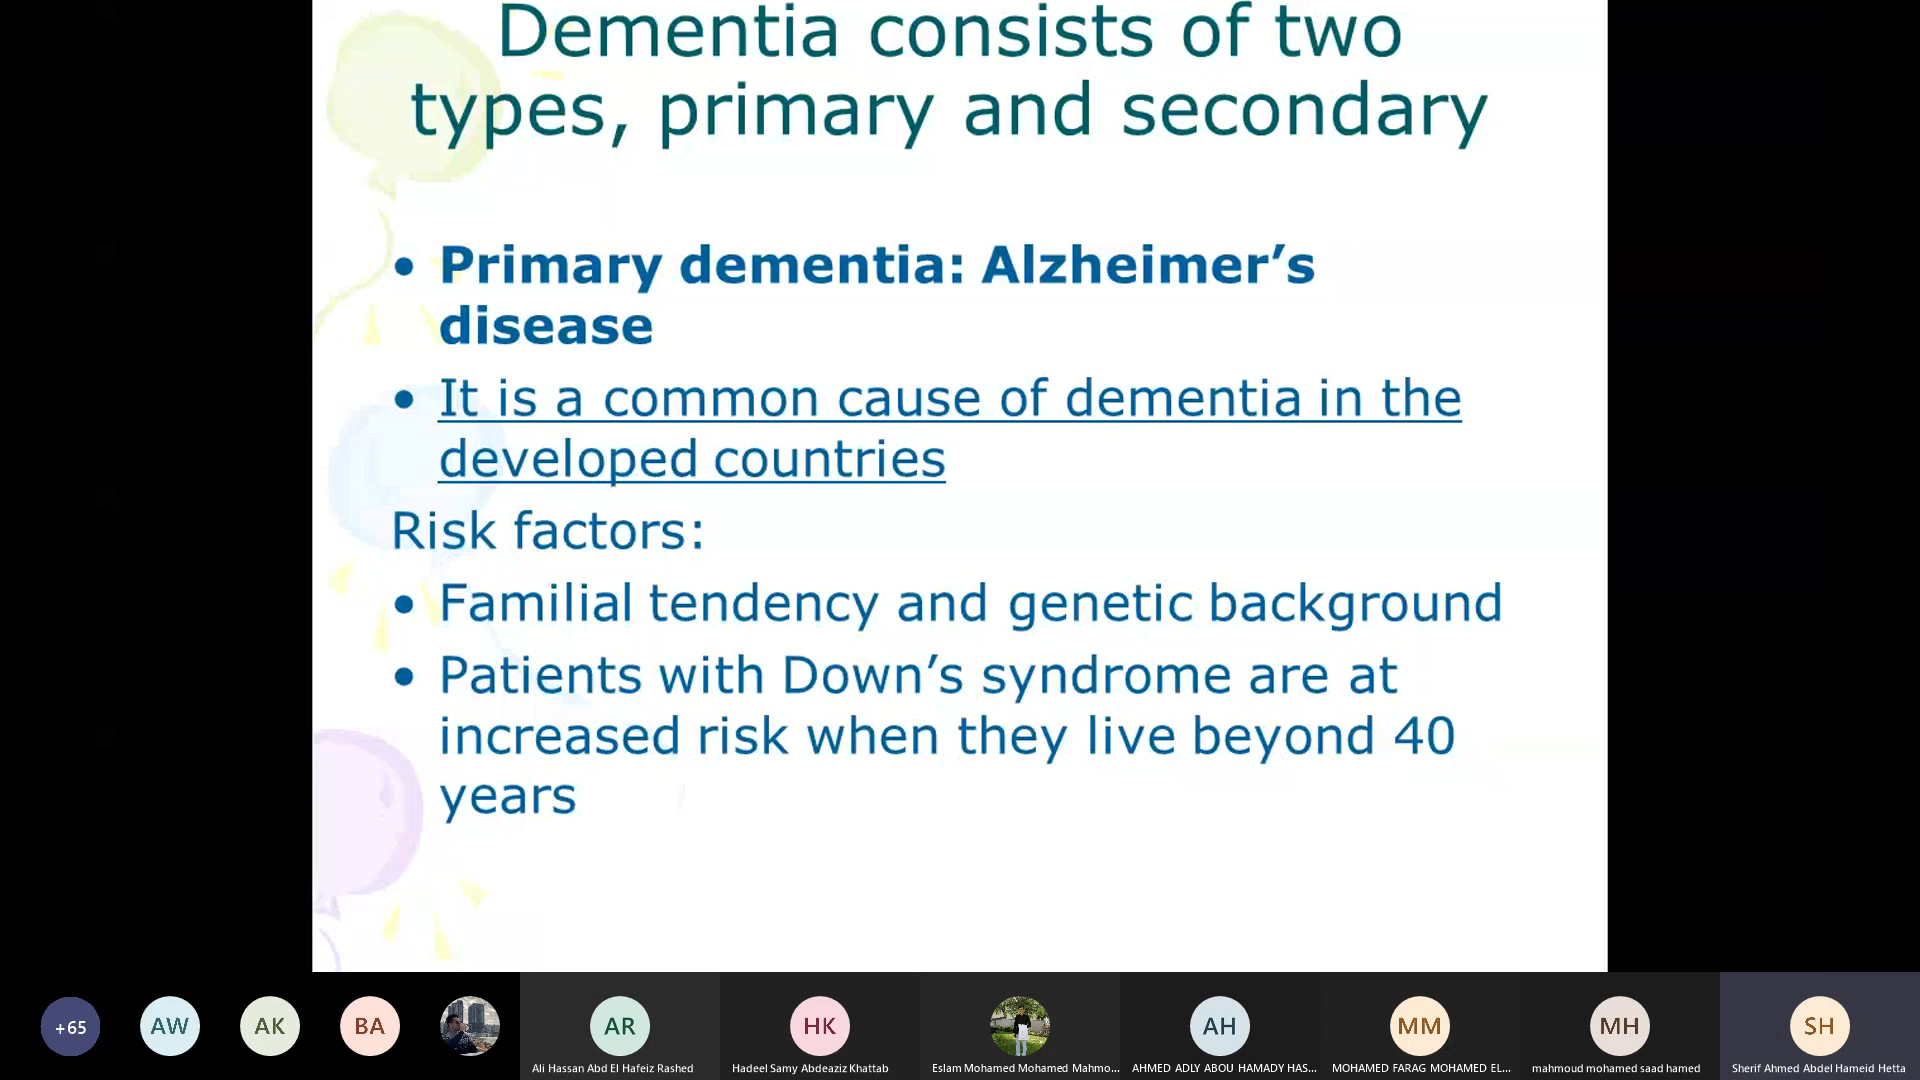 Dementia consists of two
types, primary and secondary
• Primary dementia: Alzheimer’s
disease
• It is a common cause of dementia in the
developed countries
Risk factors:
• Familial tendency and genetic background
• Patients with Down’s syndrome are at
increased risk when they live beyond 40
years
+65
AW
AK
BA
AR
HK
AH
MM
MH
SH
Ali Hassan Abd El Hafeiz Rashed
Hadeel Samy Abdeaziz Khattab
Eslam Mohamed Mohamed Mahmo...
AHMED ADLY ABOU HAMADY HAS...
MOHAMED FARAG MOHAMED EL...
mahmoud mohamed saad hamed
Sherif Ahmed Abdel Hameid Hetta